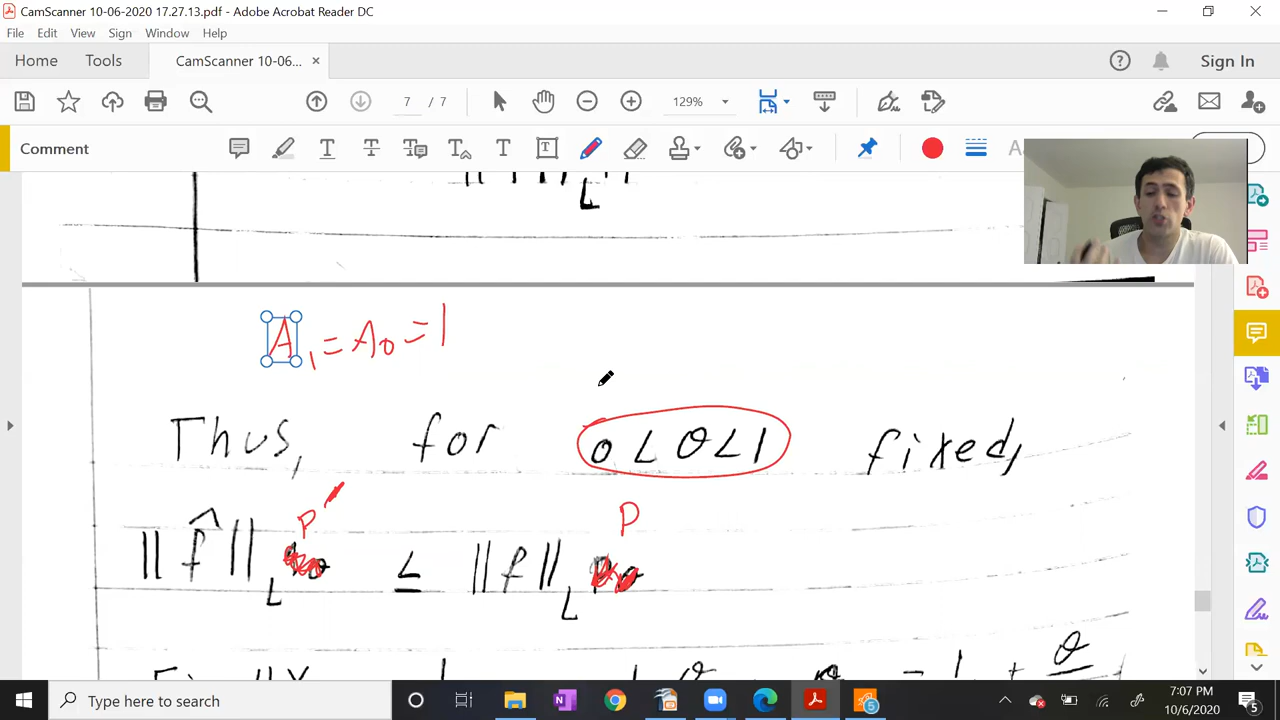 CamScanner 10-06-2020 17.27.13.pdf - Adobe Acrobat Reader DC
File Edit View Sign Window Help
Home Tools CamScanner 10-06... × Sign In
7 / 7 129%
Comment
L
A₁ = A₀ = 1
Thus, for 0 < θ < 1 fixed,
p'
p
||f̂||L ≤ ||f||L
Type here to search
7:07 PM
10/6/2020
5
5